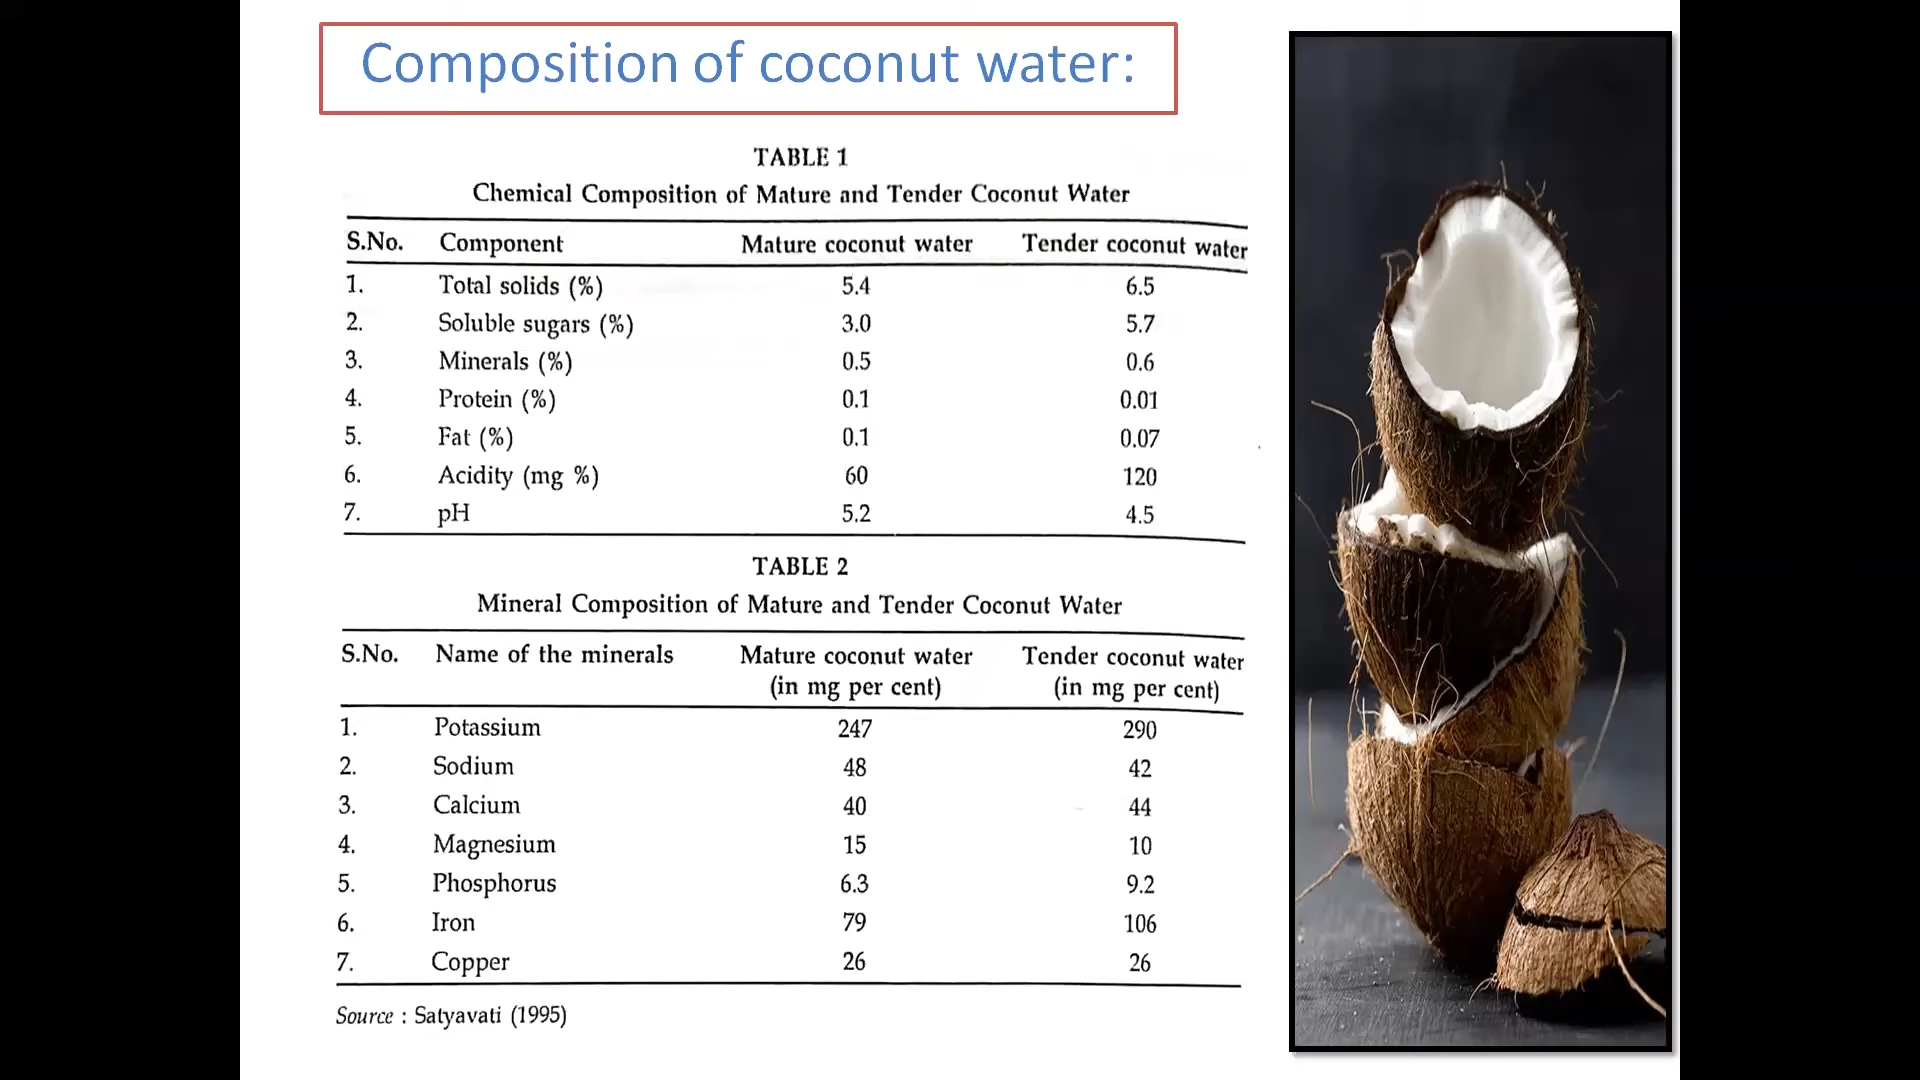 Composition of coconut water:
TABLE 1
Chemical Composition of Mature and Tender Coconut Water
S.No. Component Mature coconut water Tender coconut water
1. Total solids (%) 5.4 6.5
2. Soluble sugars (%) 3.0 5.7
3. Minerals (%) 0.5 0.6
4. Protein (%) 0.1 0.01
5. Fat (%) 0.1 0.07
6. Acidity (mg %) 60 120
7. pH 5.2 4.5
TABLE 2
Mineral Composition of Mature and Tender Coconut Water
S.No. Name of the minerals Mature coconut water Tender coconut water
(in mg per cent) (in mg per cent)
1. Potassium 247 290
2. Sodium 48 42
3. Calcium 40 44
4. Magnesium 15 10
5. Phosphorus 6.3 9.2
6. Iron 79 106
7. Copper 26 26
Source : Satyavati (1995)